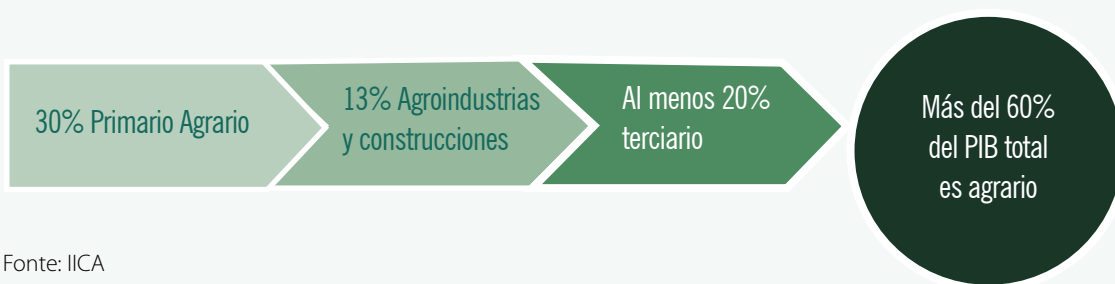 30% Primario Agrario
13% Agroindustrias
y construcciones
Al menos 20%
terciario
Más del 60%
del PIB total
es agrario
Fonte: IICA